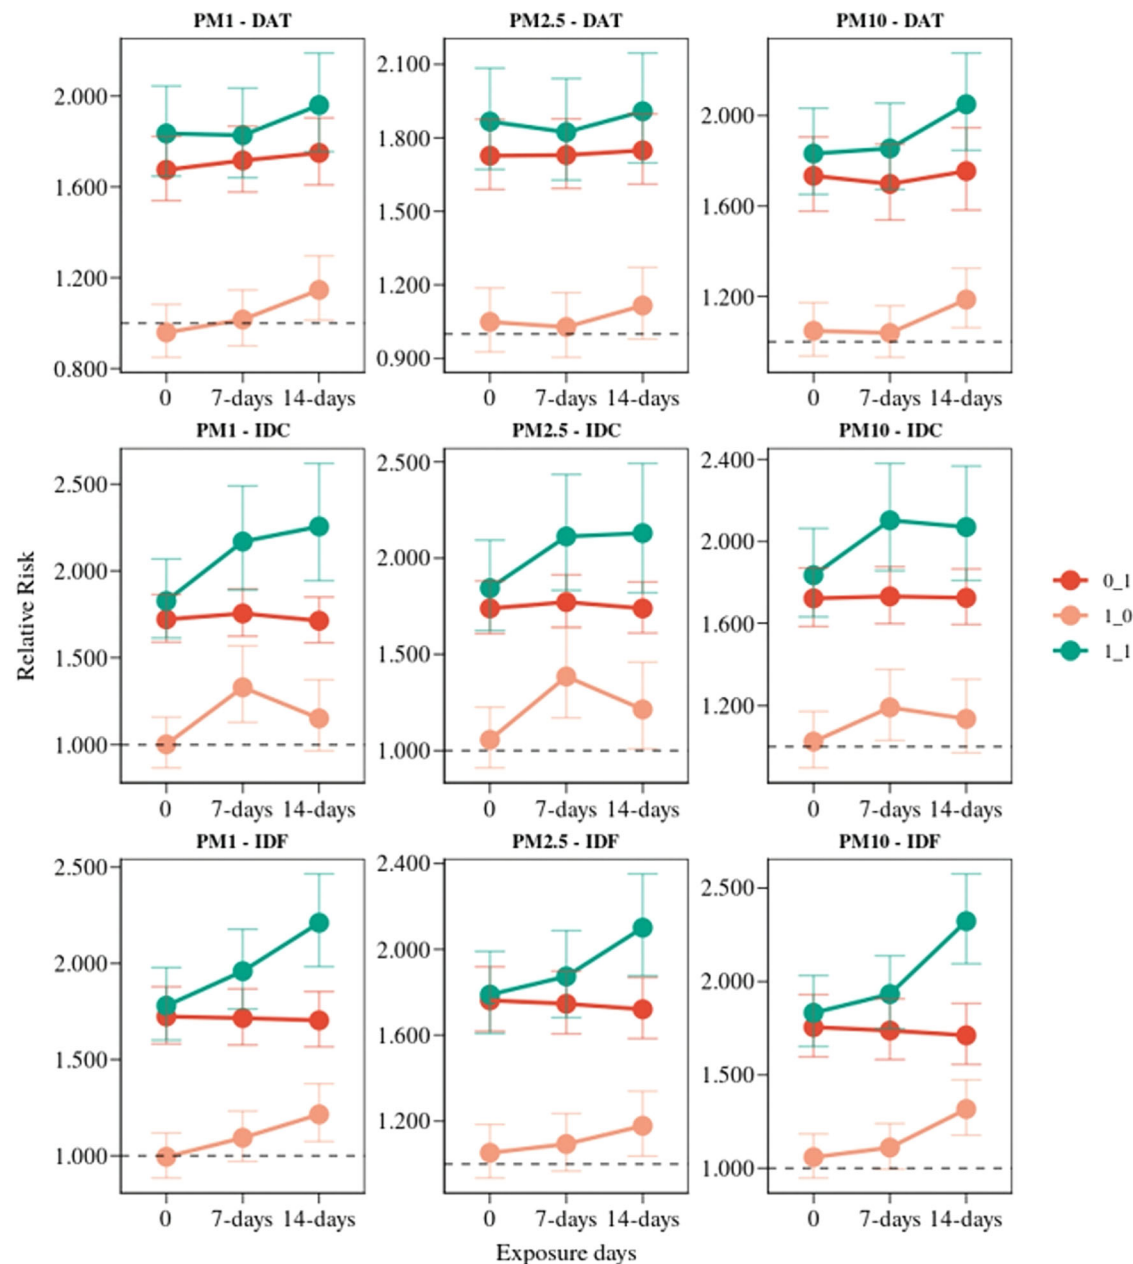 PM1 - DAT
PM2.5 - DAT
PM10 - DAT
2.000
1.600
1.200
0.800
2.100
1.800
1.500
1.200
0.900
2.000
1.600
1.200
0 7-days 14-days
0 7-days 14-days
0 7-days 14-days
PM1 - IDC
PM2.5 - IDC
PM10 - IDC
Relative Risk
2.500
2.000
1.500
1.000
2.500
2.000
1.500
1.000
2.400
2.000
1.600
1.200
0 7-days 14-days
0 7-days 14-days
0 7-days 14-days
0_1
1_0
1_1
PM1 - IDF
PM2.5 - IDF
PM10 - IDF
2.500
2.000
1.500
1.000
2.400
2.000
1.600
1.200
2.500
2.000
1.500
1.000
0 7-days 14-days
0 7-days 14-days
0 7-days 14-days
Exposure days